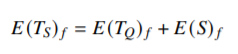 E(T_S)_f = E(T_Q)_f + E(S)_f